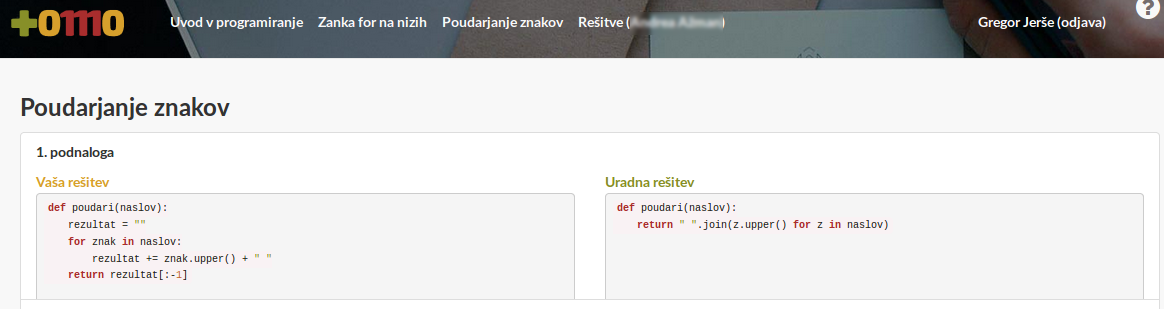 +omo
Uvod v programiranje Zanka for na nizih Poudarjanje znakov Rešitve ( ) Gregor Jerše (odjava) ?
Poudarjanje znakov
1. podnaloga
Vaša rešitev
def poudari(naslov):
rezultat = ""
for znak in naslov:
rezultat += znak.upper() + " "
return rezultat[:-1]
Uradna rešitev
def poudari(naslov):
return " ".join(z.upper() for z in naslov)